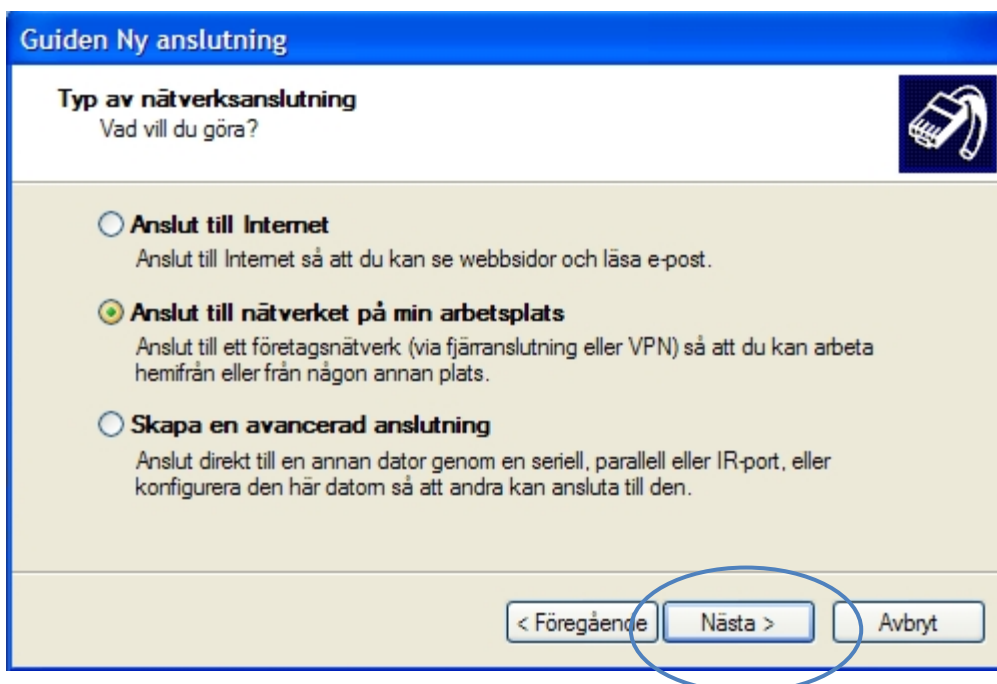 Guiden Ny anslutning
Typ av nätverksanslutning
Vad vill du göra?
Anslut till Internet
Anslut till Internet så att du kan se webbsidor och läsa e-post.
Anslut till nätverket på min arbetsplats
Anslut till ett företagsnätverk (via fjärranslutning eller VPN) så att du kan arbeta
hemifrån eller från någon annan plats.
Skapa en avancerad anslutning
Anslut direkt till en annan dator genom en seriell, parallell eller IR-port, eller
konfigurera den här datorn så att andra kan ansluta till den.
< Föregående Nästa > Avbryt